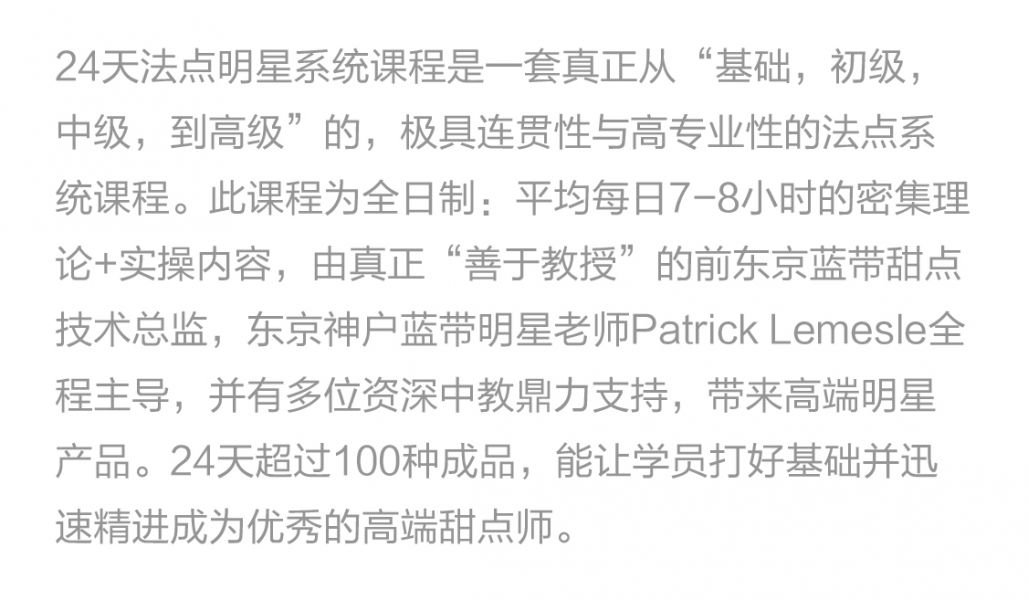 24天法点明星系统课程是一套真正从“基础，初级，
中级，到高级”的，极具连贯性与高专业性的法点系
统课程。此课程为全日制：平均每日7-8小时的密集理
论+实操内容，由真正“善于教授”的前东京蓝带甜点
技术总监，东京神户蓝带明星老师Patrick Lemesle全
程主导，并有多位资深中教鼎力支持，带来高端明星
产品。24天超过100种成品，能让学员打好基础并迅
速精进成为优秀的高端甜点师。